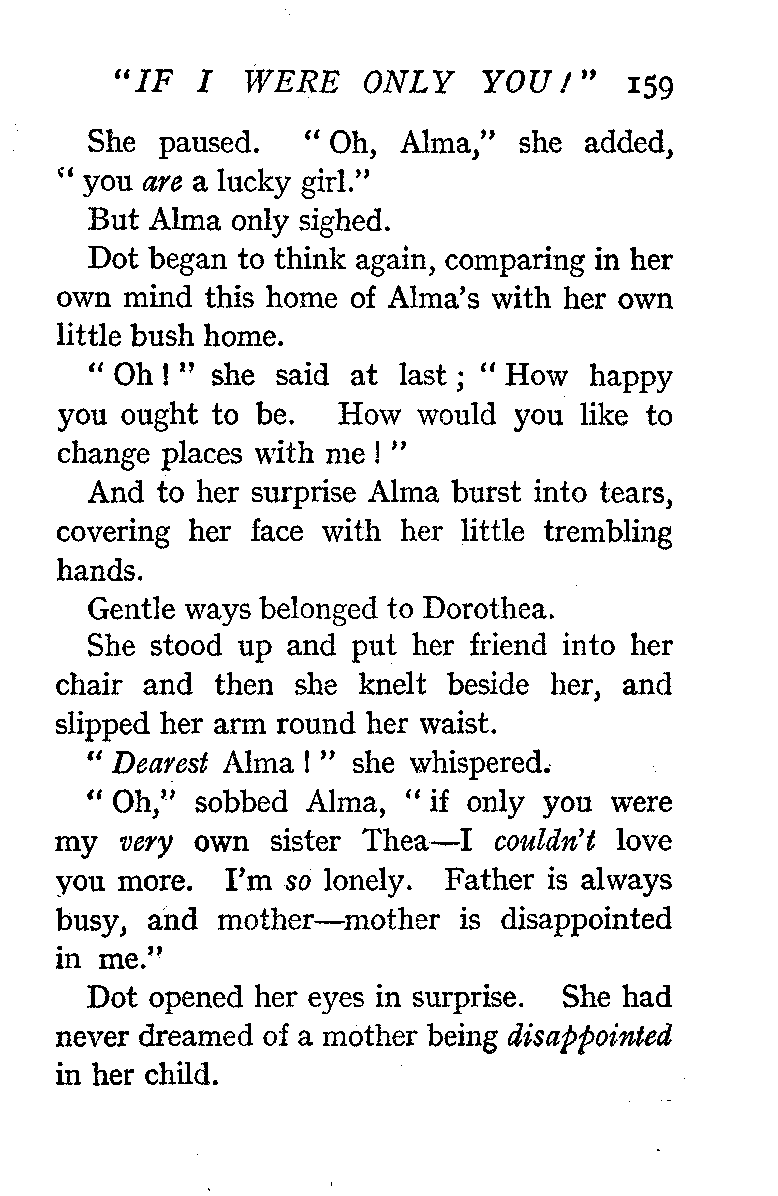 "IF I WERE ONLY YOU!" 159
She paused. "Oh, Alma," she added,
"you are a lucky girl."
But Alma only sighed.
Dot began to think again, comparing in her
own mind this home of Alma's with her own
little bush home.
"Oh!" she said at last; "How happy
you ought to be. How would you like to
change places with me!"
And to her surprise Alma burst into tears,
covering her face with her little trembling
hands.
Gentle ways belonged to Dorothea.
She stood up and put her friend into her
chair and then she knelt beside her, and
slipped her arm round her waist.
"Dearest Alma!" she whispered.
"Oh," sobbed Alma, "if only you were
my very own sister Thea—I couldn't love
you more. I'm so lonely. Father is always
busy, and mother—mother is disappointed
in me."
Dot opened her eyes in surprise. She had
never dreamed of a mother being disappointed
in her child.